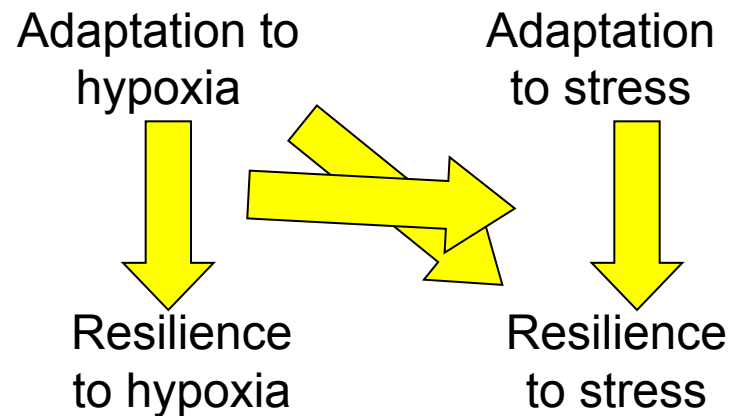 Adaptation to
hypoxia
Adaptation
to stress
Resilience
to hypoxia
Resilience
to stress